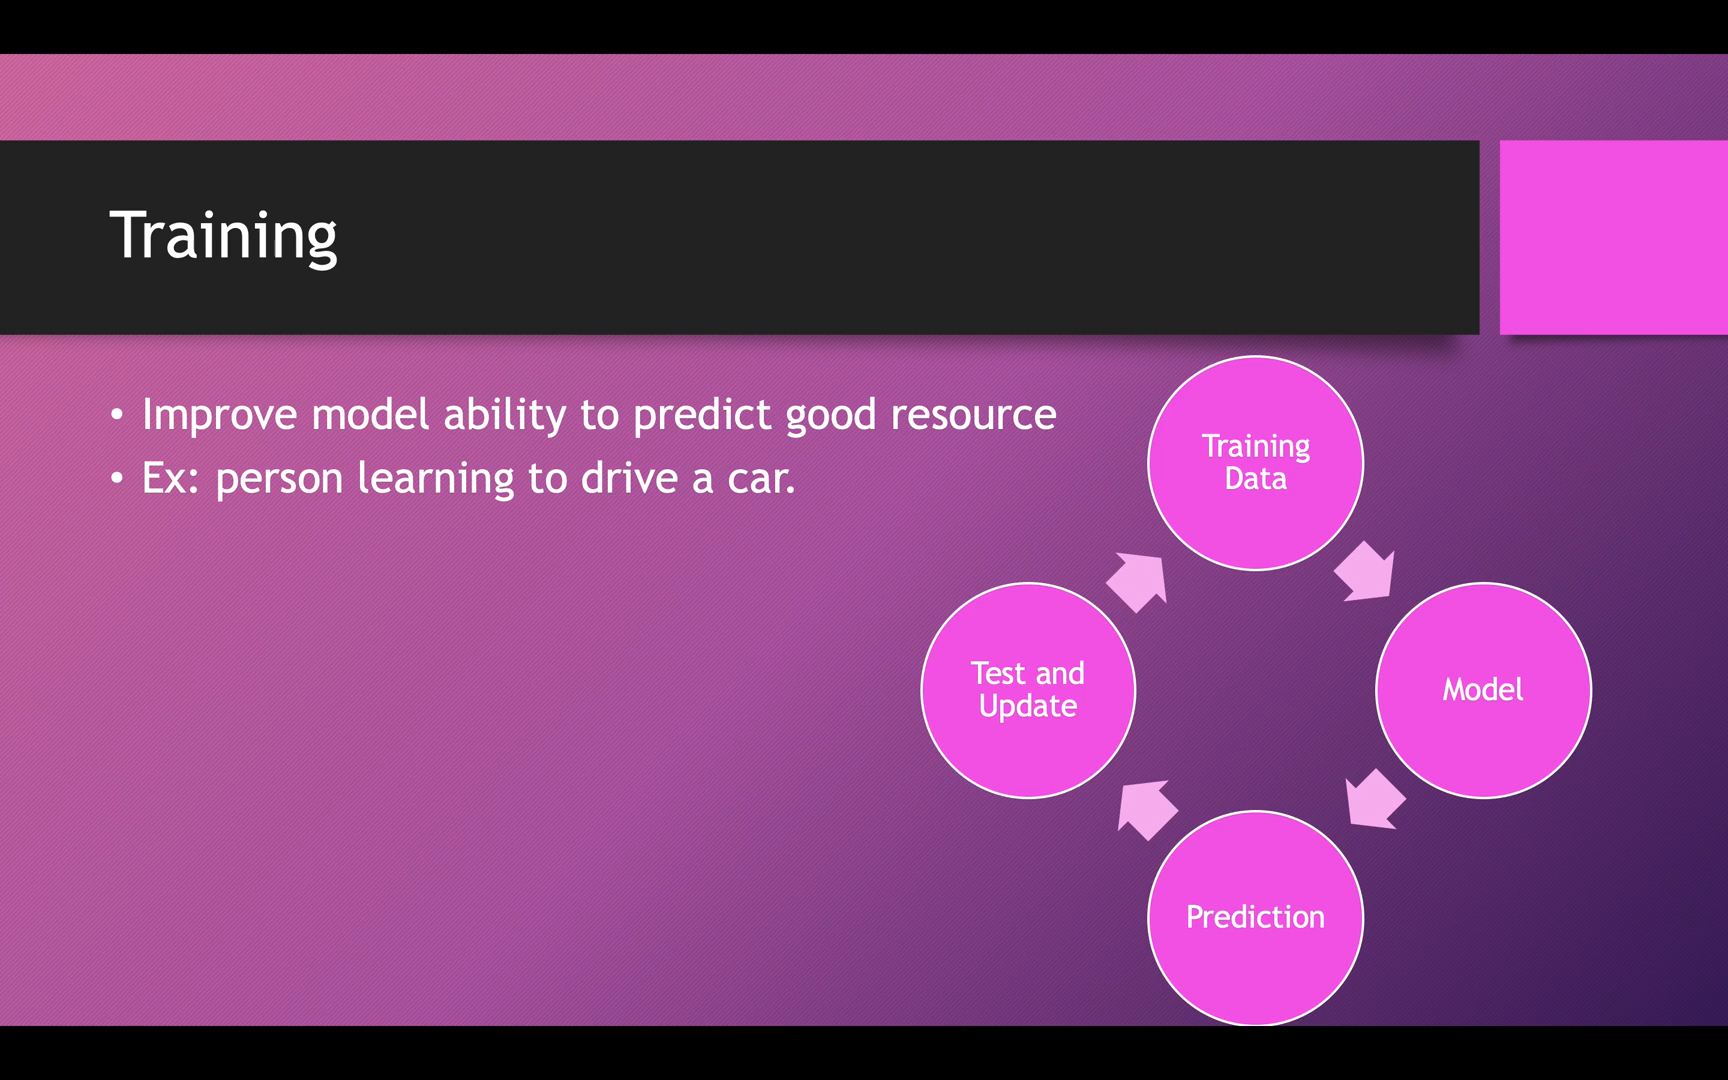 Training
• Improve model ability to predict good resource
• Ex: person learning to drive a car.
Training
Data
Model
Prediction
Test and
Update